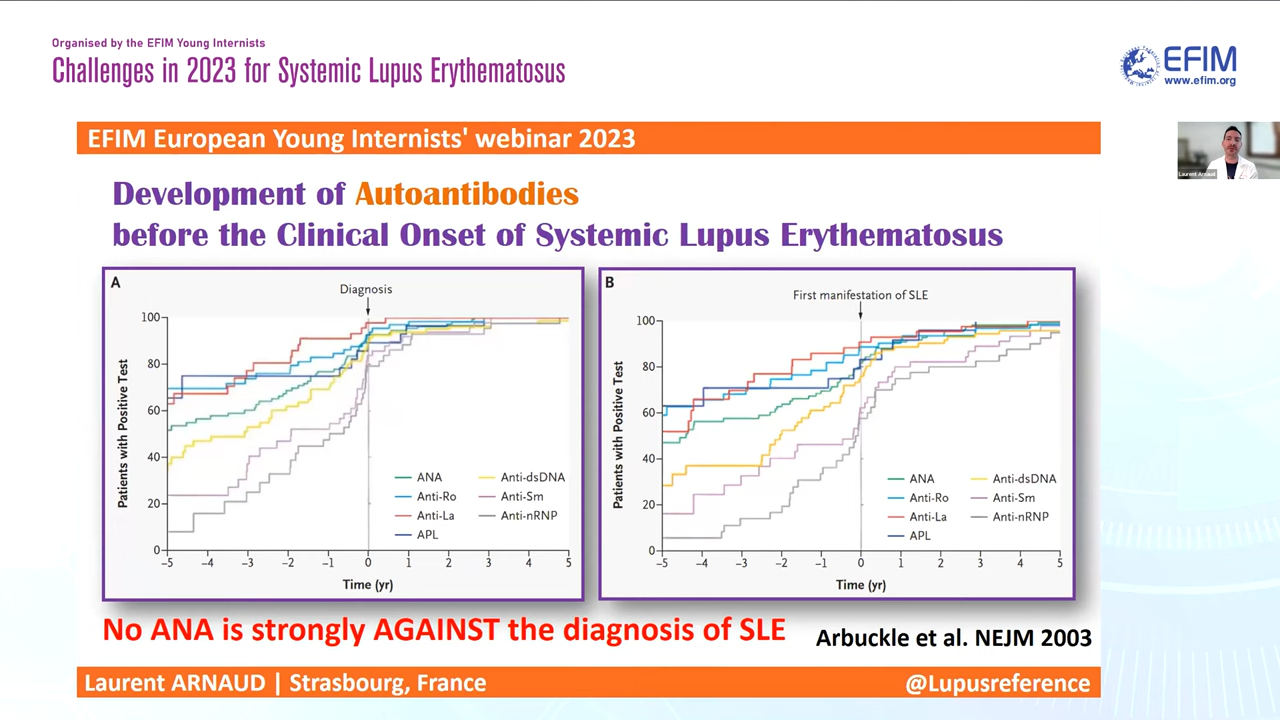 Organised by the EFIM Young Internists
Challenges in 2023 for Systemic Lupus Erythematosus
EFIM
www.efim.org
EFIM European Young Internists' webinar 2023
Laurent Arnaud
Development of Autoantibodies
before the Clinical Onset of Systemic Lupus Erythematosus
A
Diagnosis
Patients with Positive Test
100
80
60
40
20
0
ANA
Anti-Ro
Anti-La
APL
Anti-dsDNA
Anti-Sm
Anti-nRNP
–5 –4 –3 –2 –1 0 1 2 3 4 5
Time (yr)
B
First manifestation of SLE
Patients with Positive Test
100
80
60
40
20
0
ANA
Anti-Ro
Anti-La
APL
Anti-dsDNA
Anti-Sm
Anti-nRNP
–5 –4 –3 –2 –1 0 1 2 3 4 5
Time (yr)
No ANA is strongly AGAINST the diagnosis of SLE
Arbuckle et al. NEJM 2003
Laurent ARNAUD | Strasbourg, France
@Lupusreference